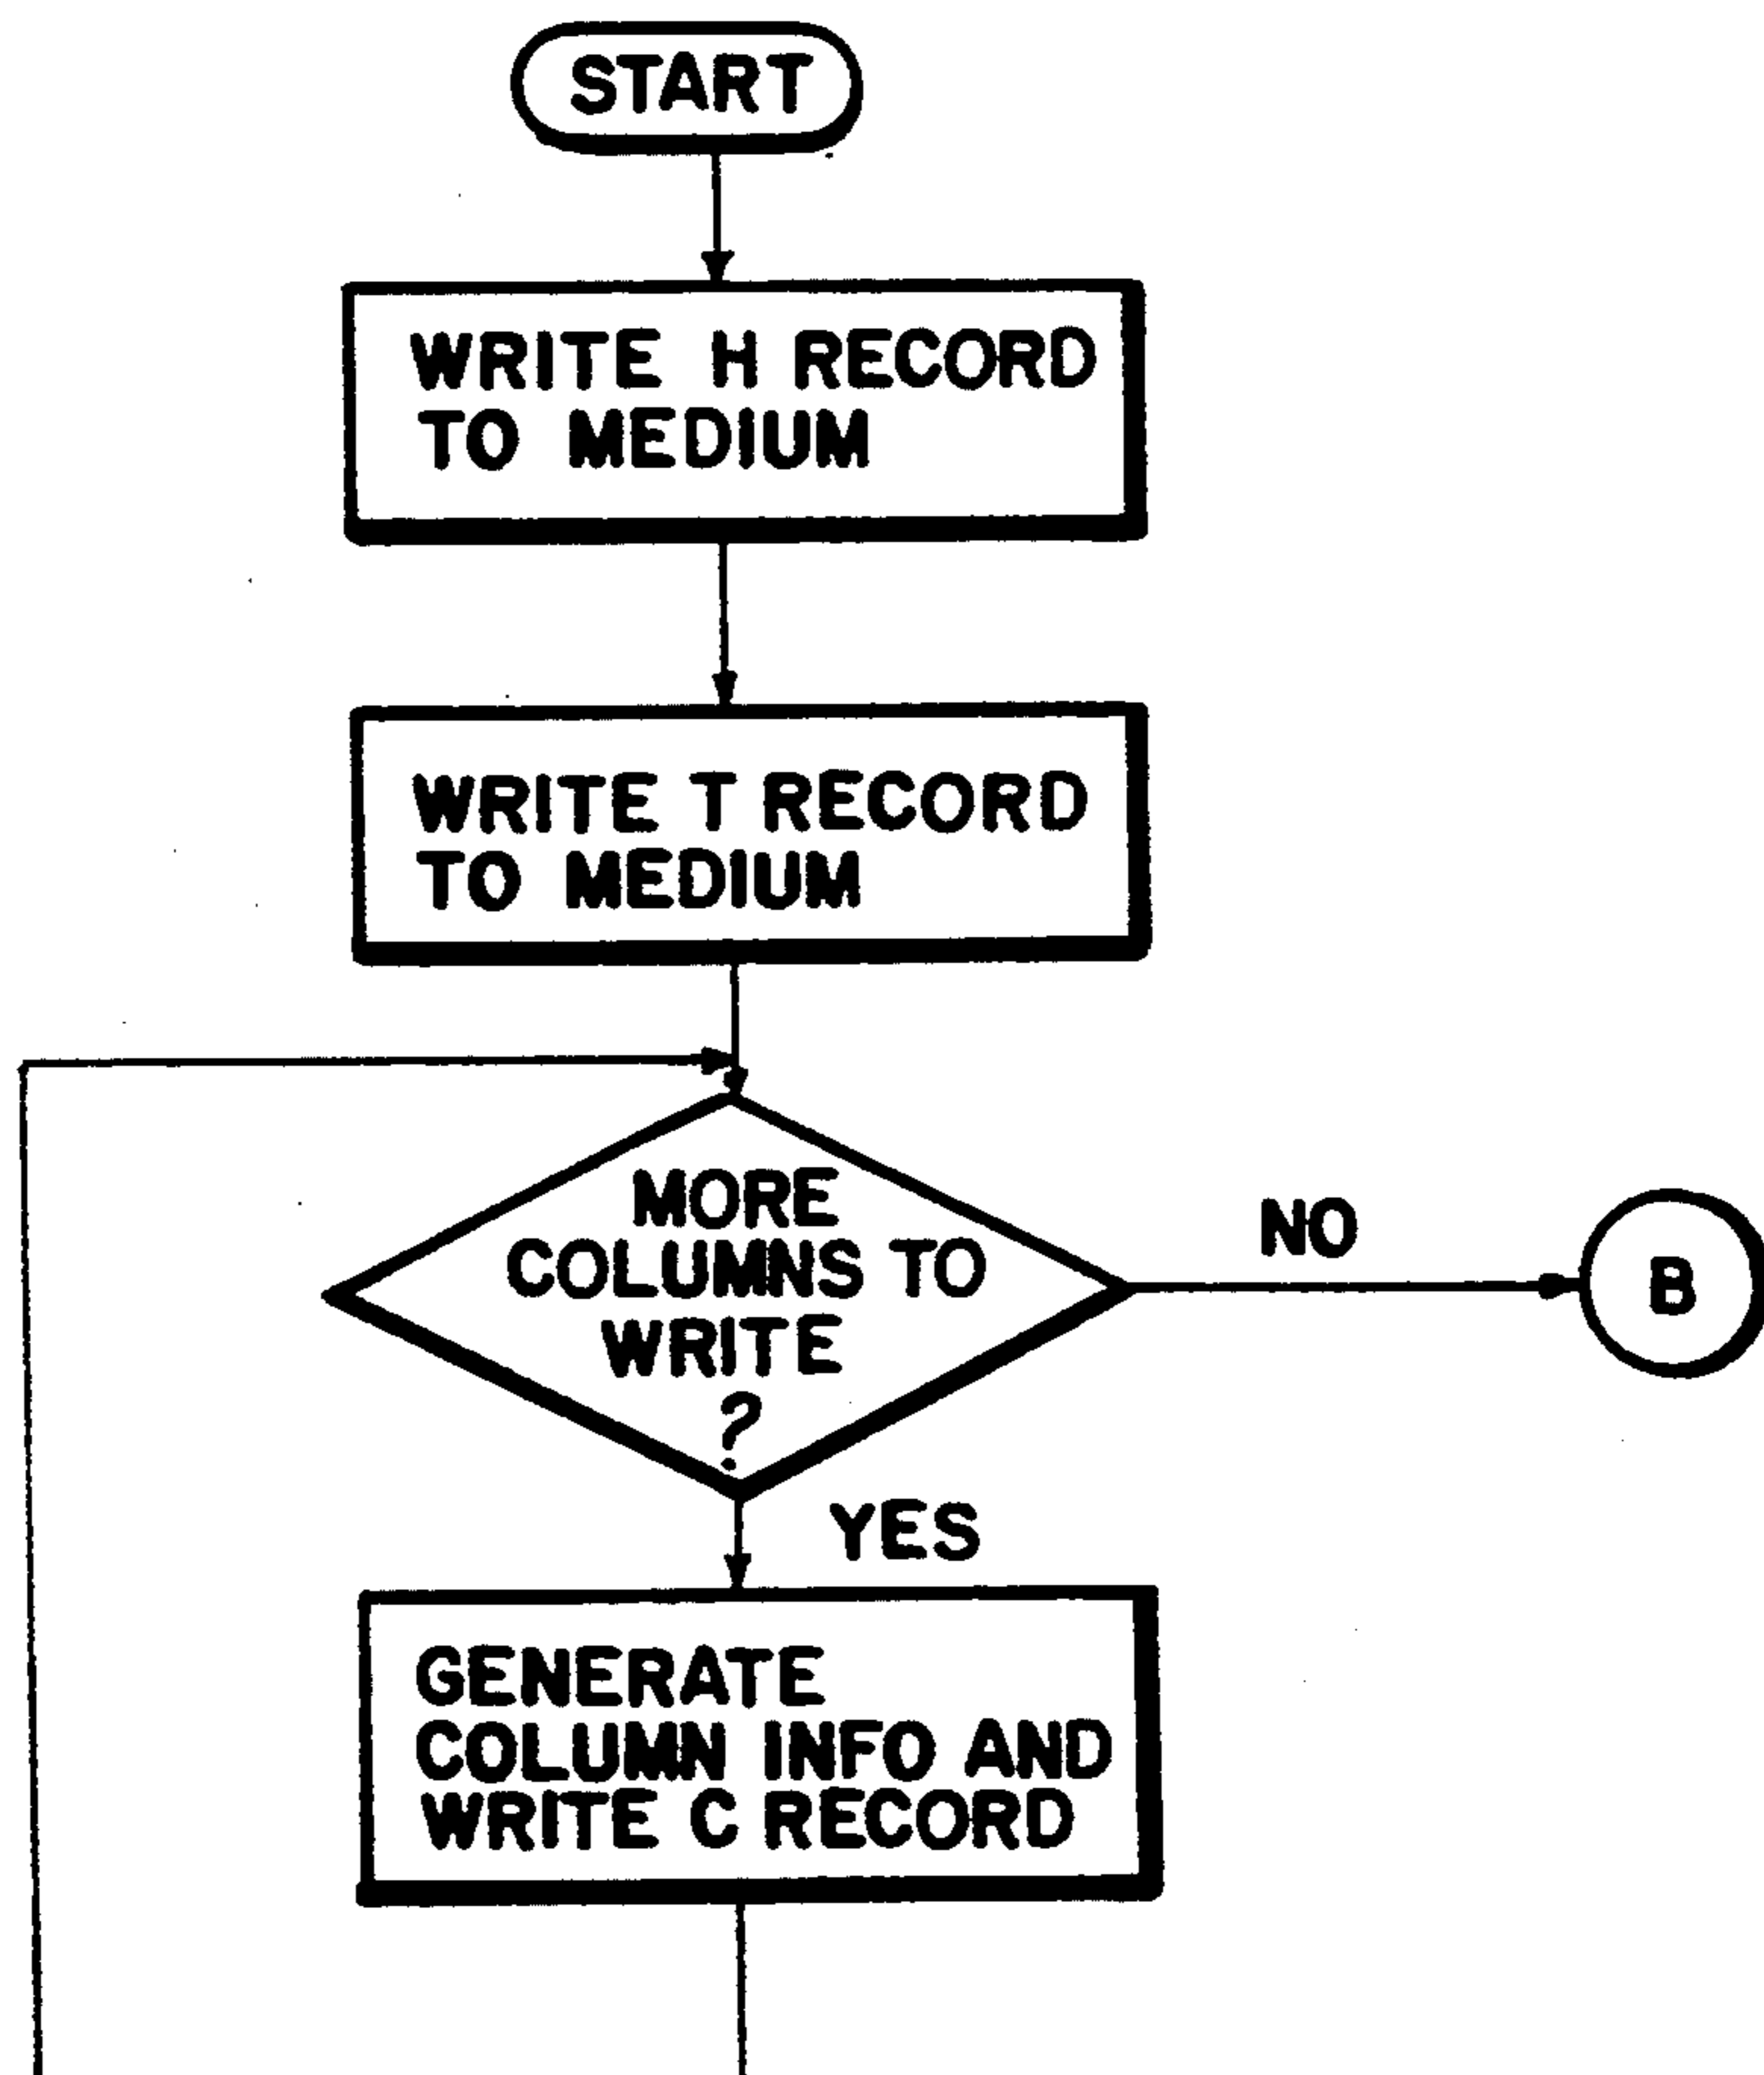 START
WRITE H RECORD
TO MEDIUM
WRITE T RECORD
TO MEDIUM
MORE
COLUMNS TO
WRITE
?
NO
B
YES
GENERATE
COLUMN INFO AND
WRITE C RECORD